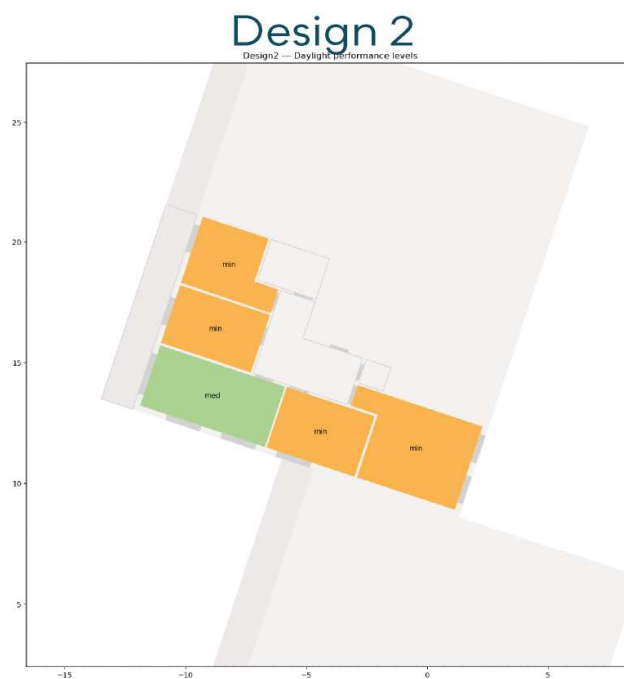 Design 2
Design2 --- Daylight performance levels
25
20
min
min
15
med
min
min
10
5
−15 −10 −5 0 5